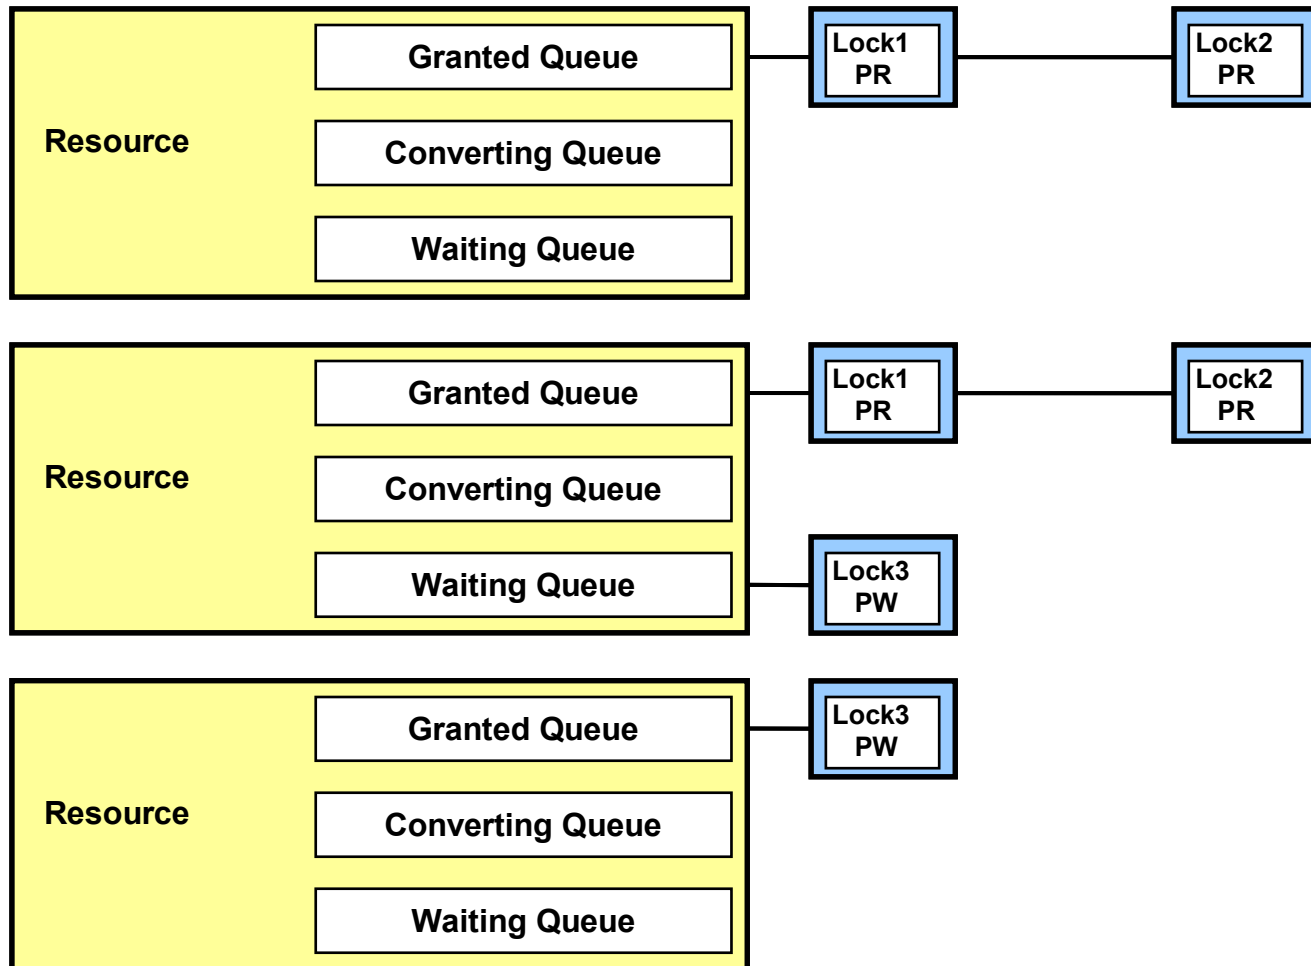 Granted Queue
Lock1
PR
Lock2
PR
Resource
Converting Queue
Waiting Queue
Granted Queue
Lock1
PR
Lock2
PR
Resource
Converting Queue
Waiting Queue
Lock3
PW
Granted Queue
Lock3
PW
Resource
Converting Queue
Waiting Queue